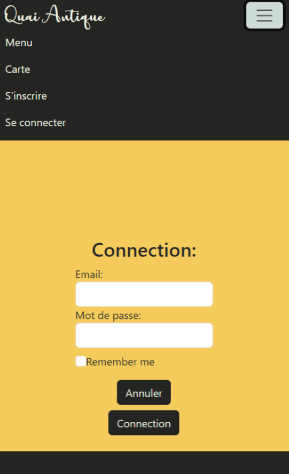 Quai Antique
Menu
Carte
S'inscrire
Se connecter
Connection:
Email:
Mot de passe:
Remember me
Annuler
Connection